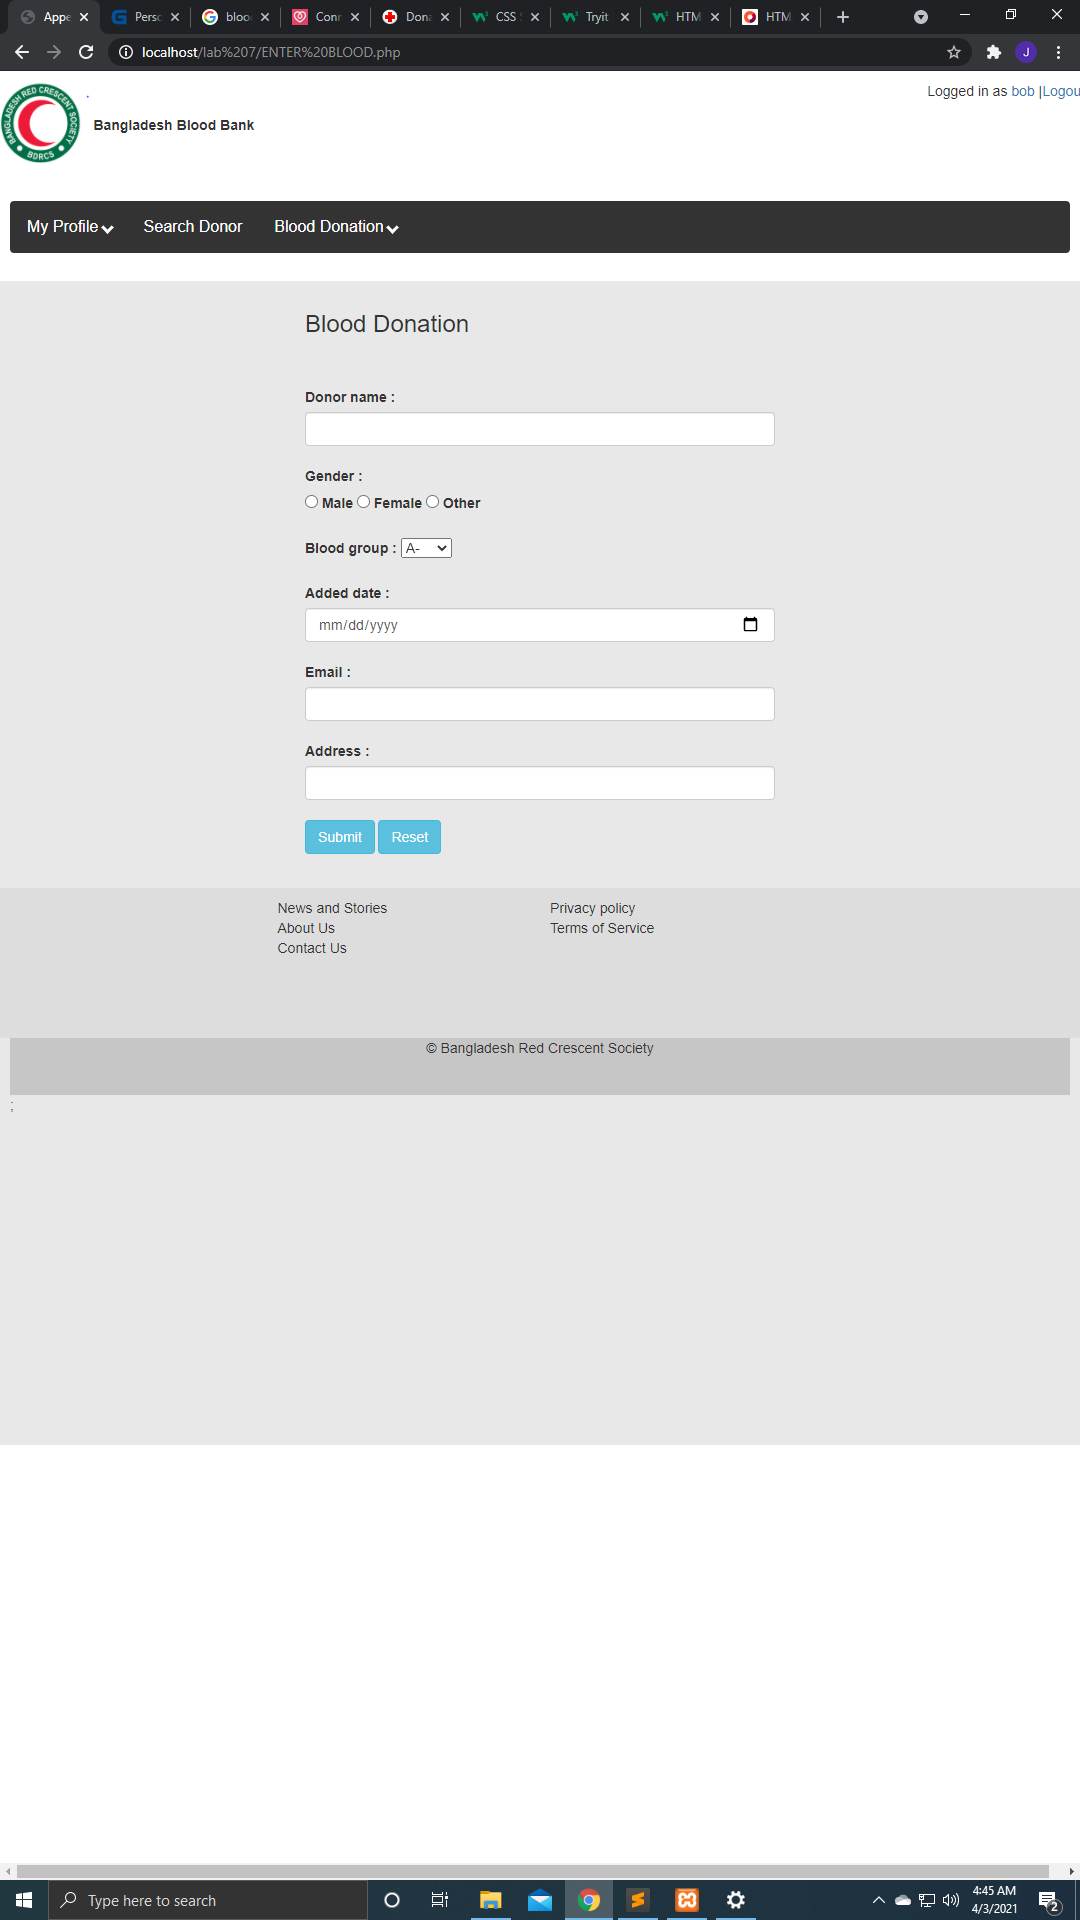 Appe
Perso
bloo
Conn
Dona
CSS
Tryit
HTM
HTM
localhost/lab%207/ENTER%20BLOOD.php
J
BANGLADESH RED CRESCENT SOCIETY
BDRCS
Bangladesh Blood Bank
Logged in as bob |Logou
My Profile Search Donor Blood Donation
Blood Donation
Donor name :
Gender :
Male Female Other
Blood group : A-
Added date :
mm/dd/yyyy
Email :
Address :
Submit Reset
News and Stories Privacy policy
About Us Terms of Service
Contact Us
© Bangladesh Red Crescent Society
;
Type here to search
4:45 AM
4/3/2021
2